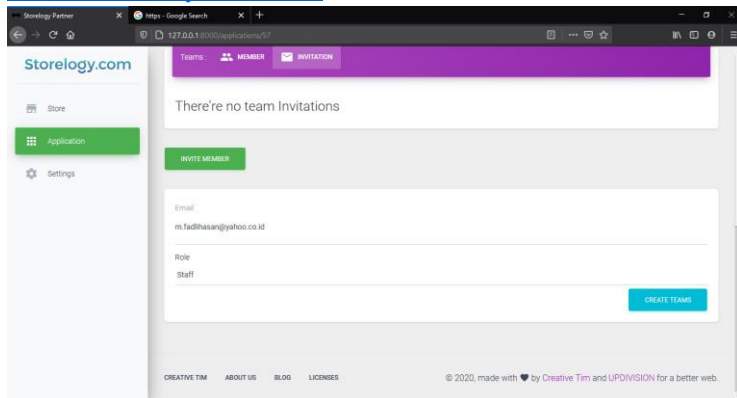 Storelogy Partner
https - Google Search
127.0.0.1:8000/applications/57
Storelogy.com
Store
Application
Settings
Teams : MEMBER INVITATION
There're no team Invitations
INVITE MEMBER
Email
m.fadlihasan@yahoo.co.id
Role
Staff
CREATE TEAMS
CREATIVE TIM ABOUT US BLOG LICENSES
© 2020, made with by Creative Tim and UPDIVISION for a better web.